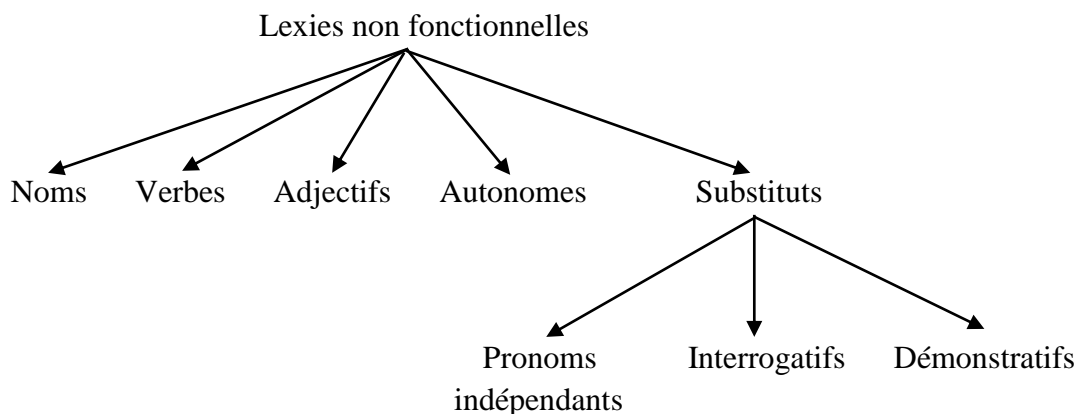 Lexies non fonctionnelles
Noms Verbes Adjectifs Autonomes Substituts
Pronoms indépendants Interrogatifs Démonstratifs